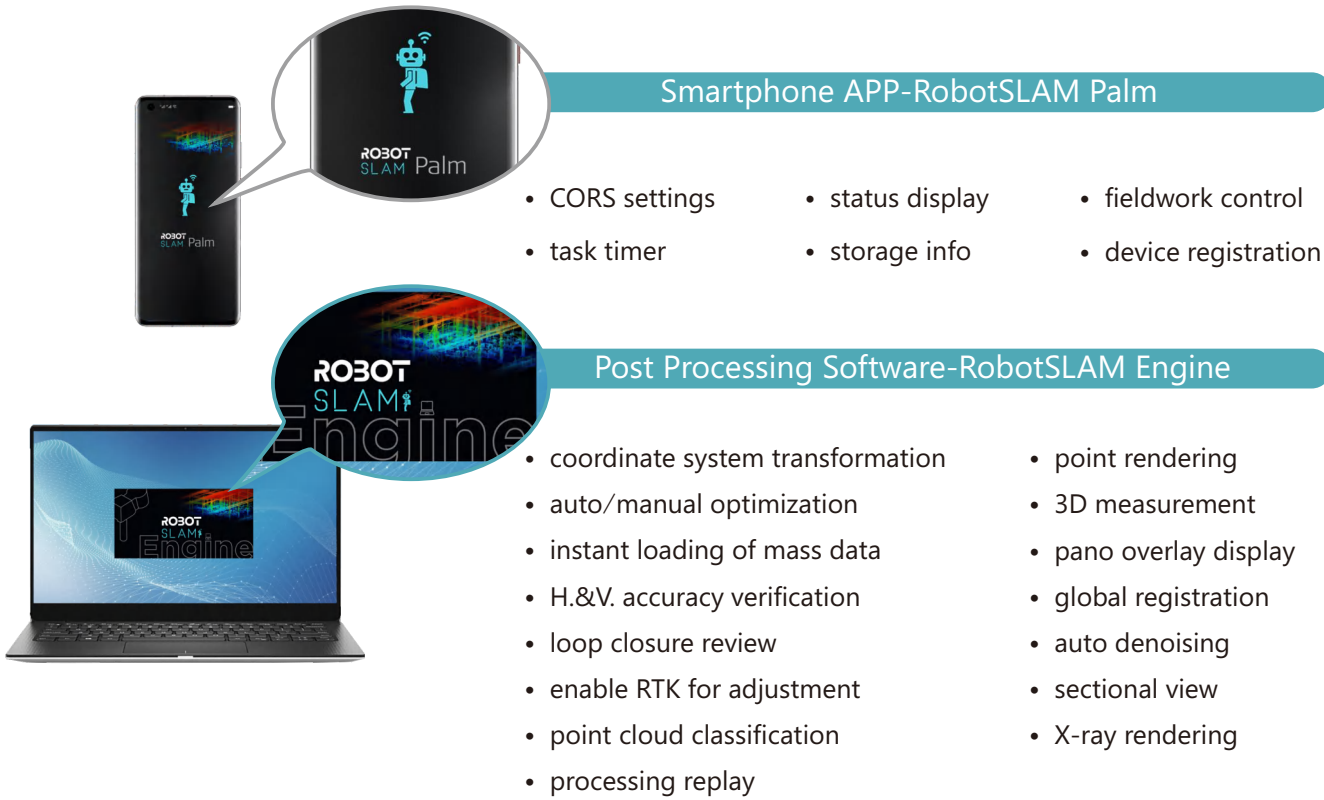 ROBOT
SLAM Palm
ROBOT
SLAM Palm
Smartphone APP-RobotSLAM Palm
• CORS settings
• status display
• fieldwork control
• task timer
• storage info
• device registration
ROBOT
SLAM
Engine
ROBOT
SLAM
Engine
Post Processing Software-RobotSLAM Engine
• coordinate system transformation
• auto/manual optimization
• instant loading of mass data
• H.&V. accuracy verification
• loop closure review
• enable RTK for adjustment
• point cloud classification
• processing replay
• point rendering
• 3D measurement
• pano overlay display
• global registration
• auto denoising
• sectional view
• X-ray rendering